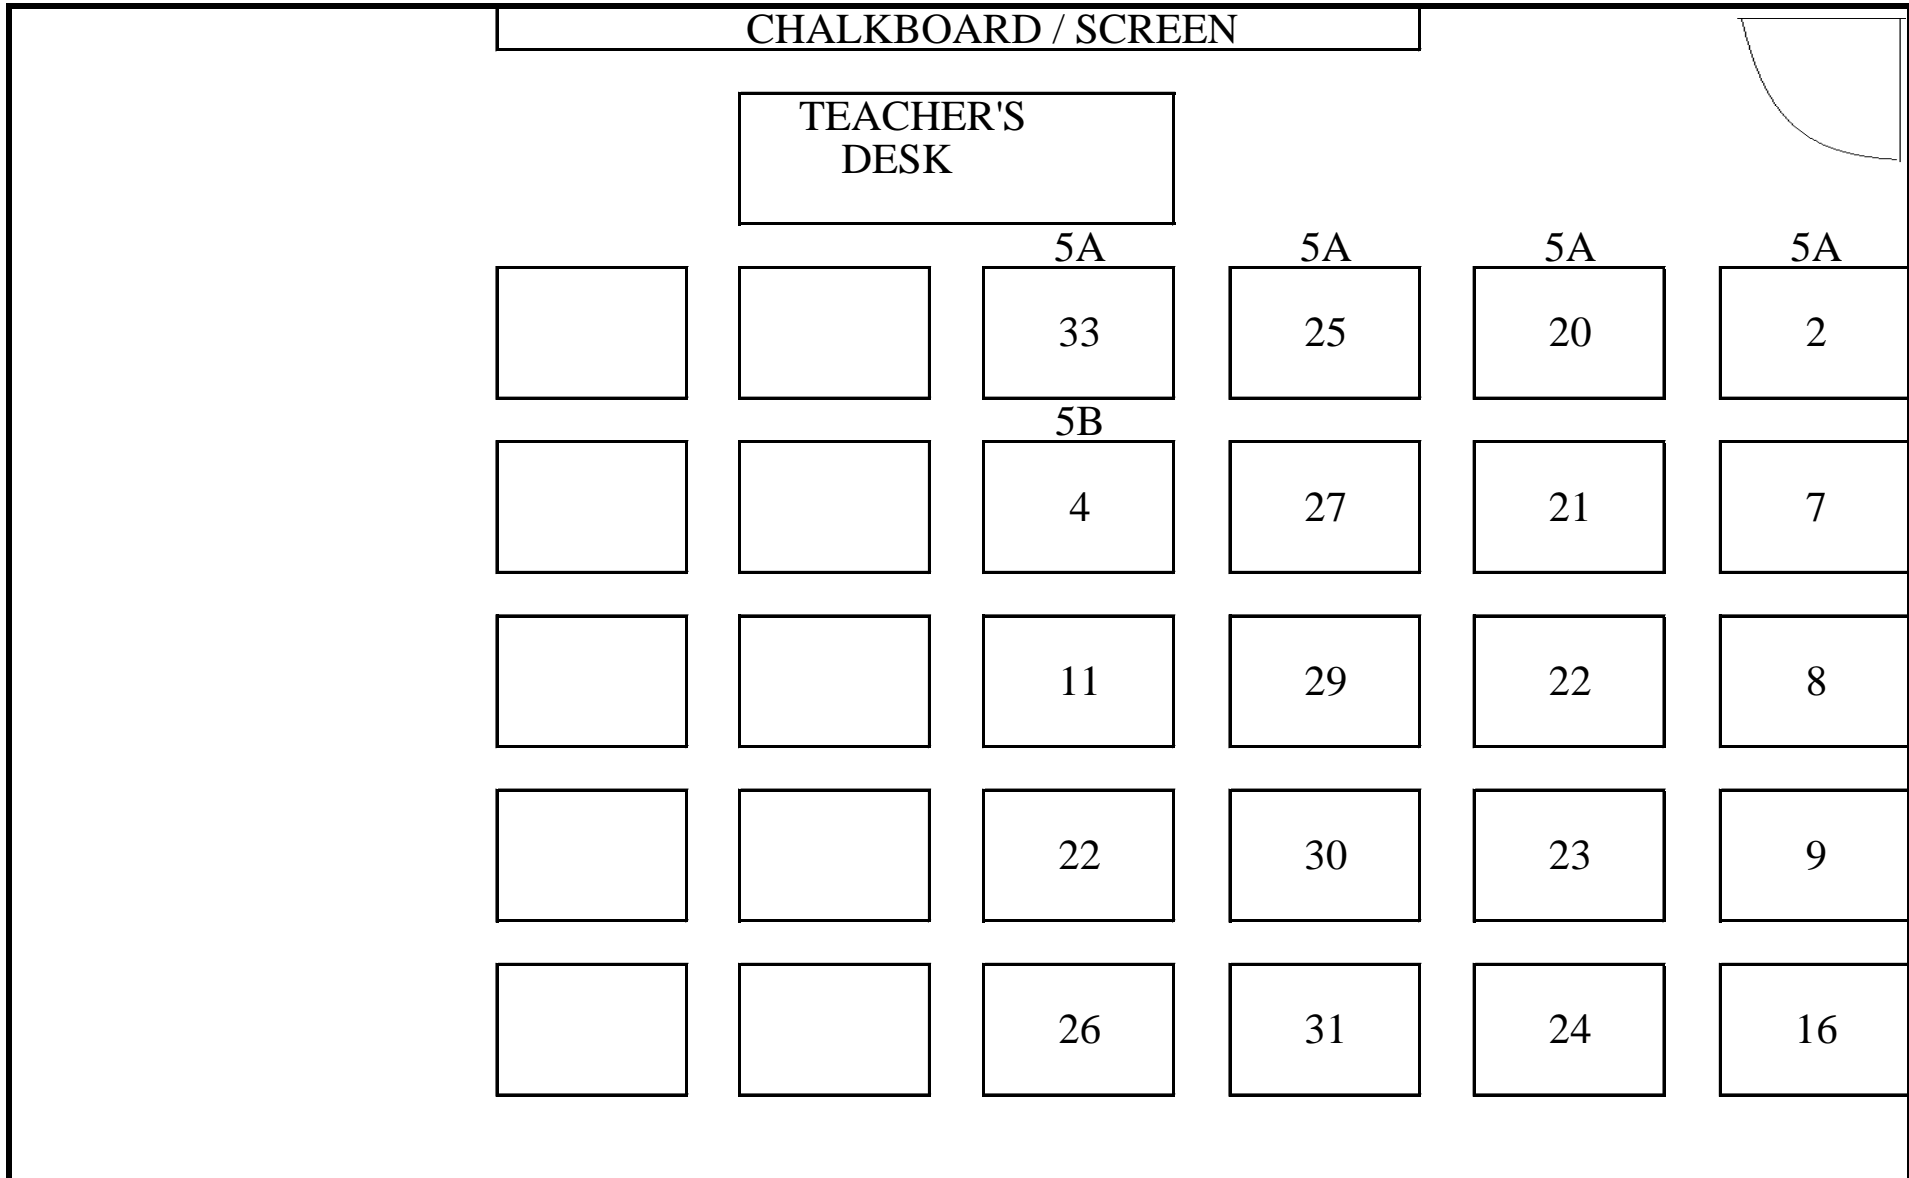 CHALKBOARD / SCREEN
TEACHER'S
DESK
5A 5A 5A 5A
33 25 20 2
5B
4 27 21 7
11 29 22 8
22 30 23 9
26 31 24 16